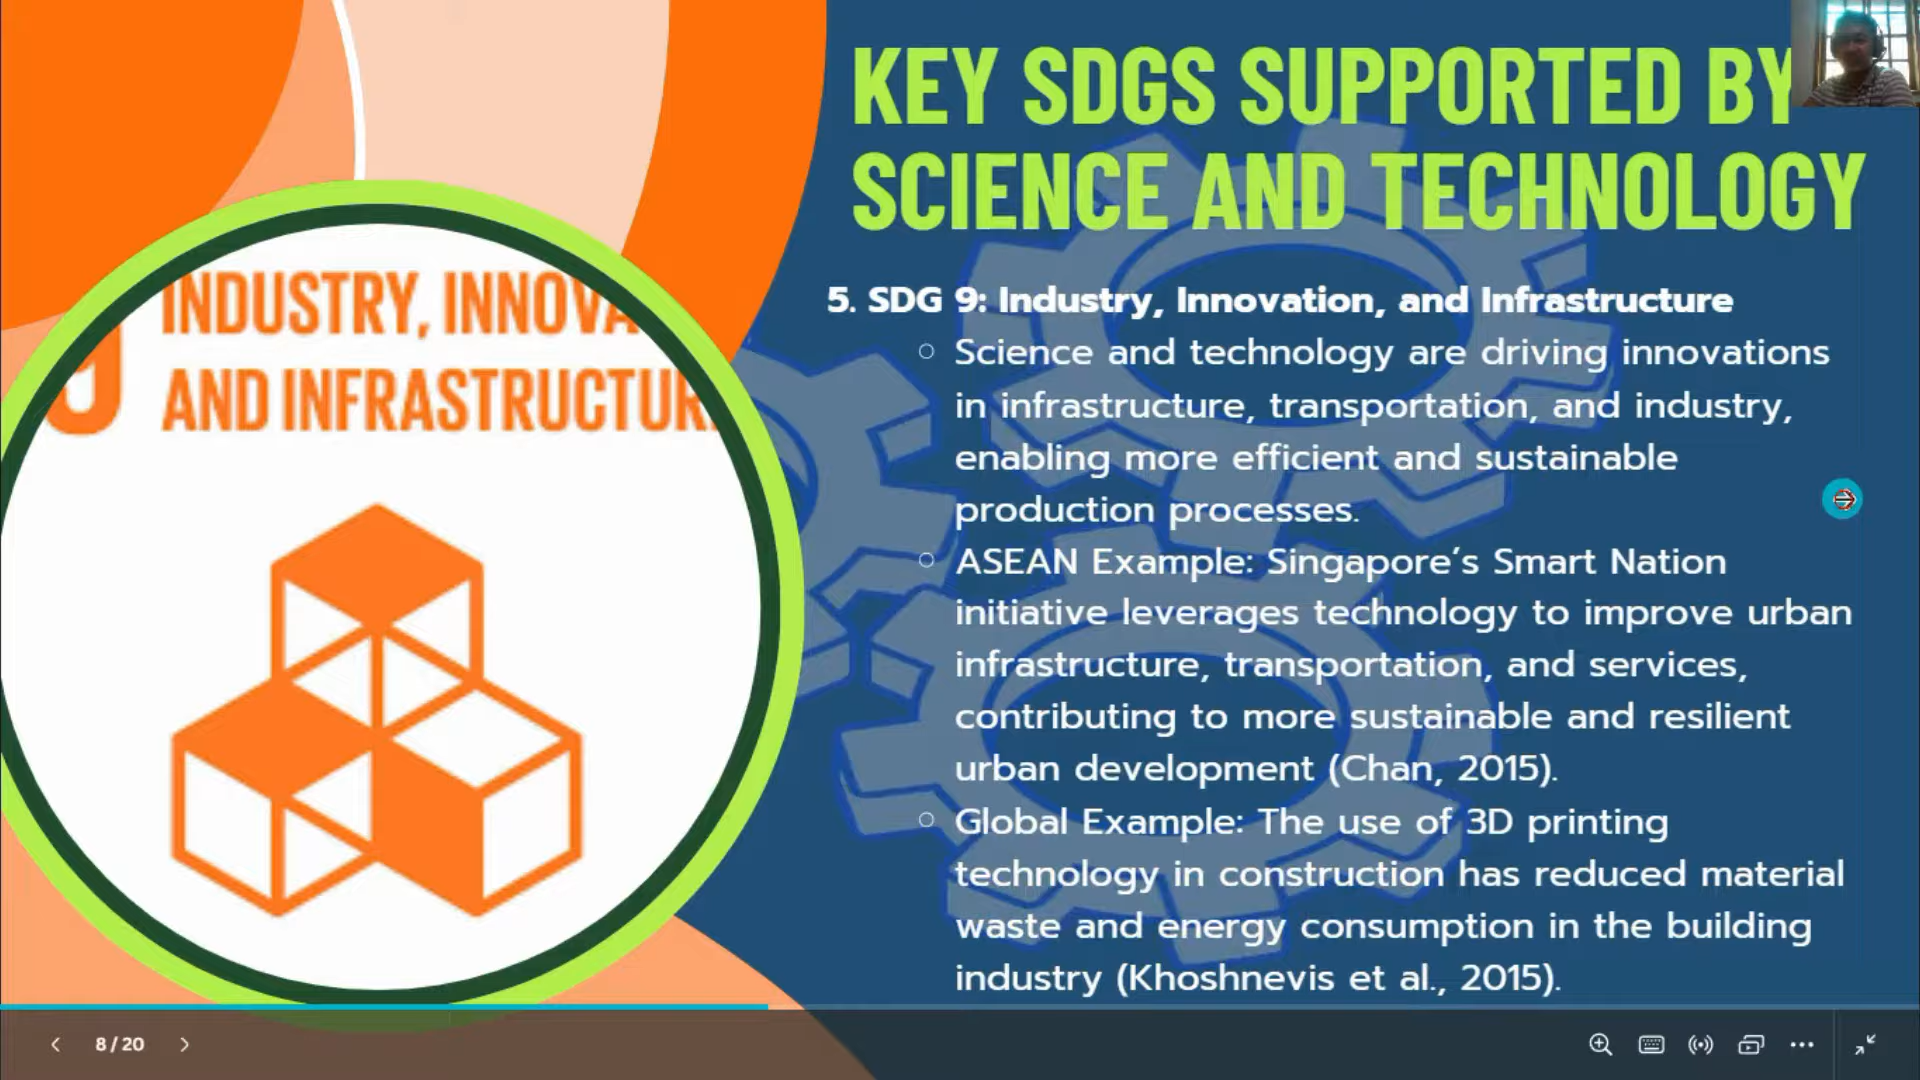 KEY SDGS SUPPORTED BY
SCIENCE AND TECHNOLOGY
INDUSTRY, INNOVA
AND INFRASTRUCTUR
5. SDG 9: Industry, Innovation, and Infrastructure
Science and technology are driving innovations
in infrastructure, transportation, and industry,
enabling more efficient and sustainable
production processes.
ASEAN Example: Singapore's Smart Nation
initiative leverages technology to improve urban
infrastructure, transportation, and services,
contributing to more sustainable and resilient
urban development (Chan, 2015).
Global Example: The use of 3D printing
technology in construction has reduced material
waste and energy consumption in the building
industry (Khoshnevis et al., 2015).
8 / 20